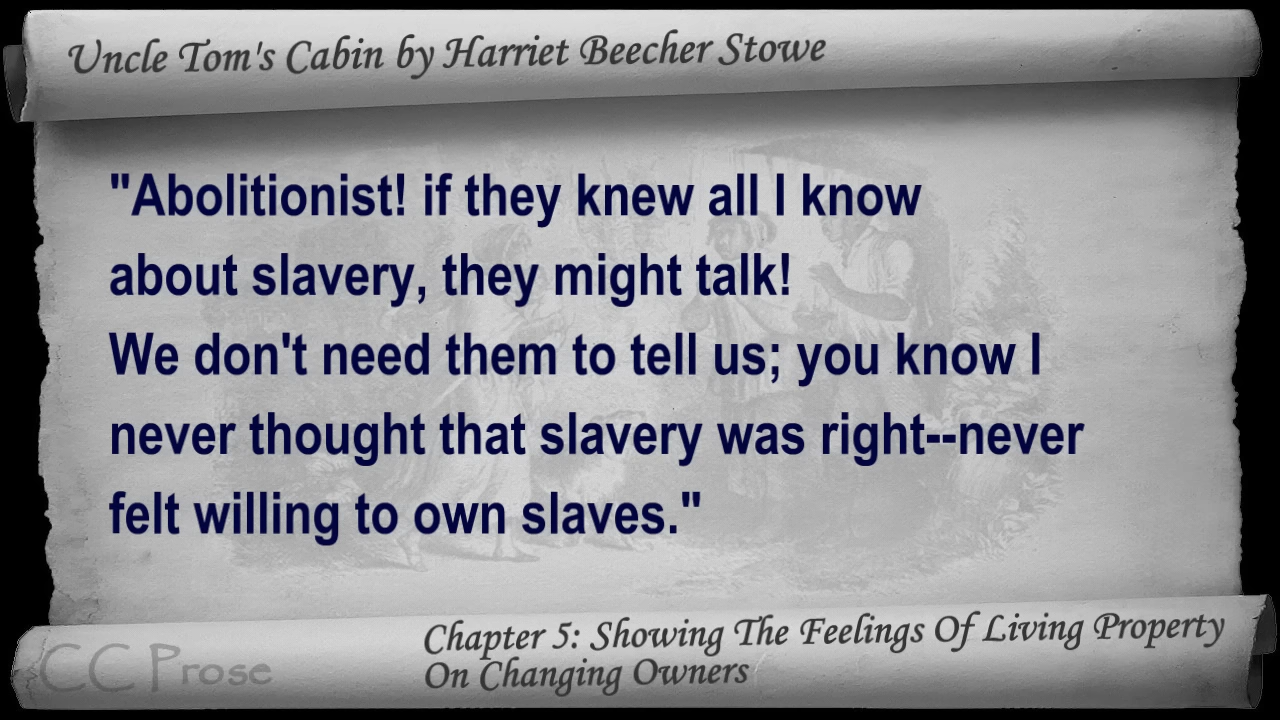 Uncle Tom's Cabin by Harriet Beecher Stowe
"Abolitionist! if they knew all I know
about slavery, they might talk!
We don't need them to tell us; you know I
never thought that slavery was right--never
felt willing to own slaves."
Chapter 5: Showing The Feelings Of Living Property
On Changing Owners
CC Prose